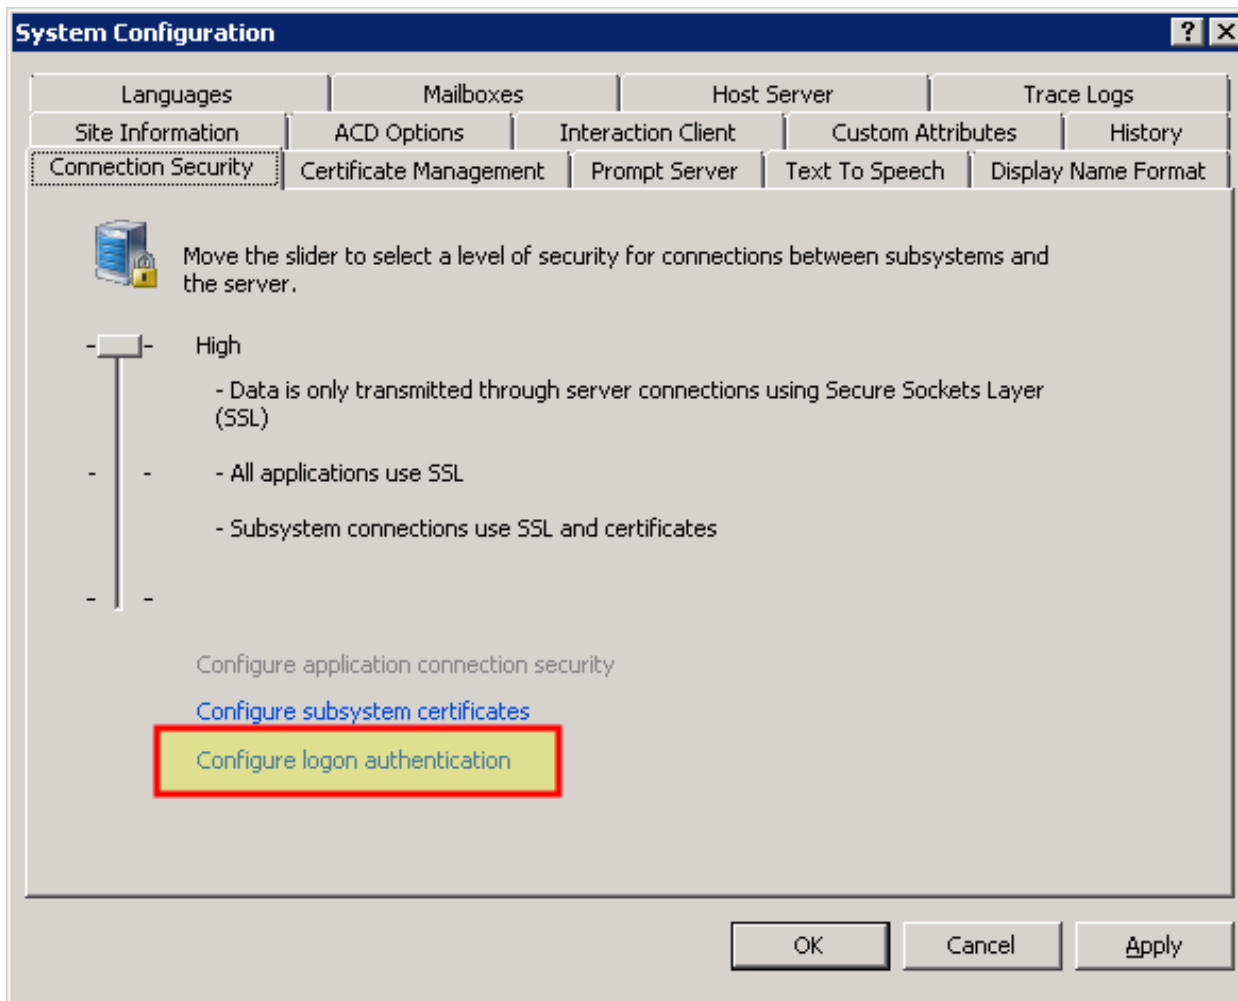 System Configuration
Languages Mailboxes Host Server Trace Logs
Site Information ACD Options Interaction Client Custom Attributes History
Connection Security Certificate Management Prompt Server Text To Speech Display Name Format
Move the slider to select a level of security for connections between subsystems and
the server.
High
- Data is only transmitted through server connections using Secure Sockets Layer
(SSL)
- All applications use SSL
- Subsystem connections use SSL and certificates
Configure application connection security
Configure subsystem certificates
Configure logon authentication
OK Cancel Apply